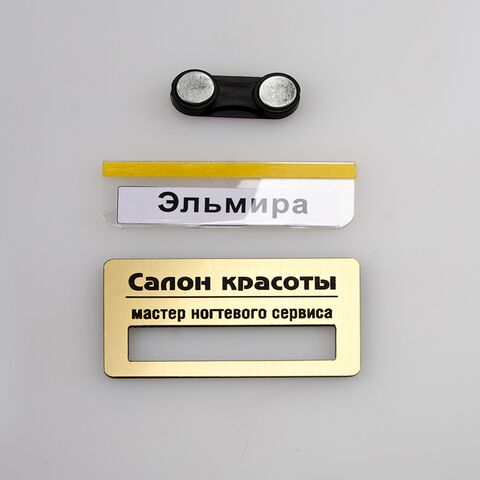 Эльмира
Салон красоты
мастер ногтевого сервиса